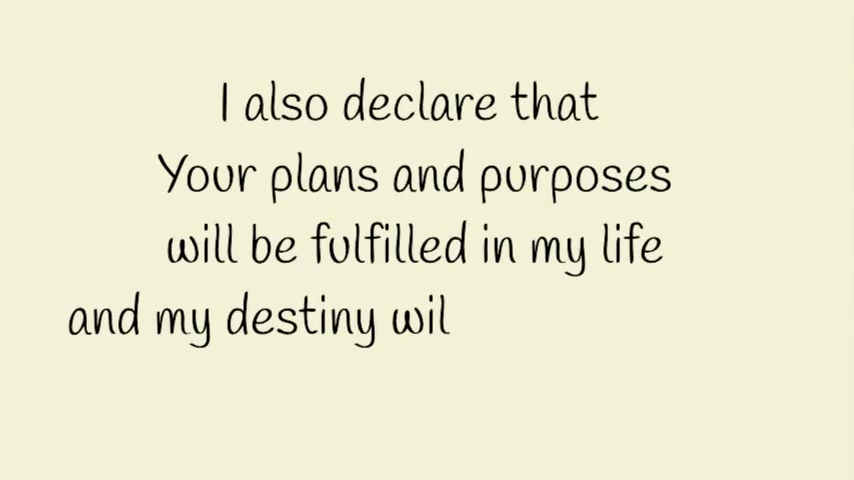 I also declare that
Your plans and purposes
will be fulfilled in my life
and my destiny wil